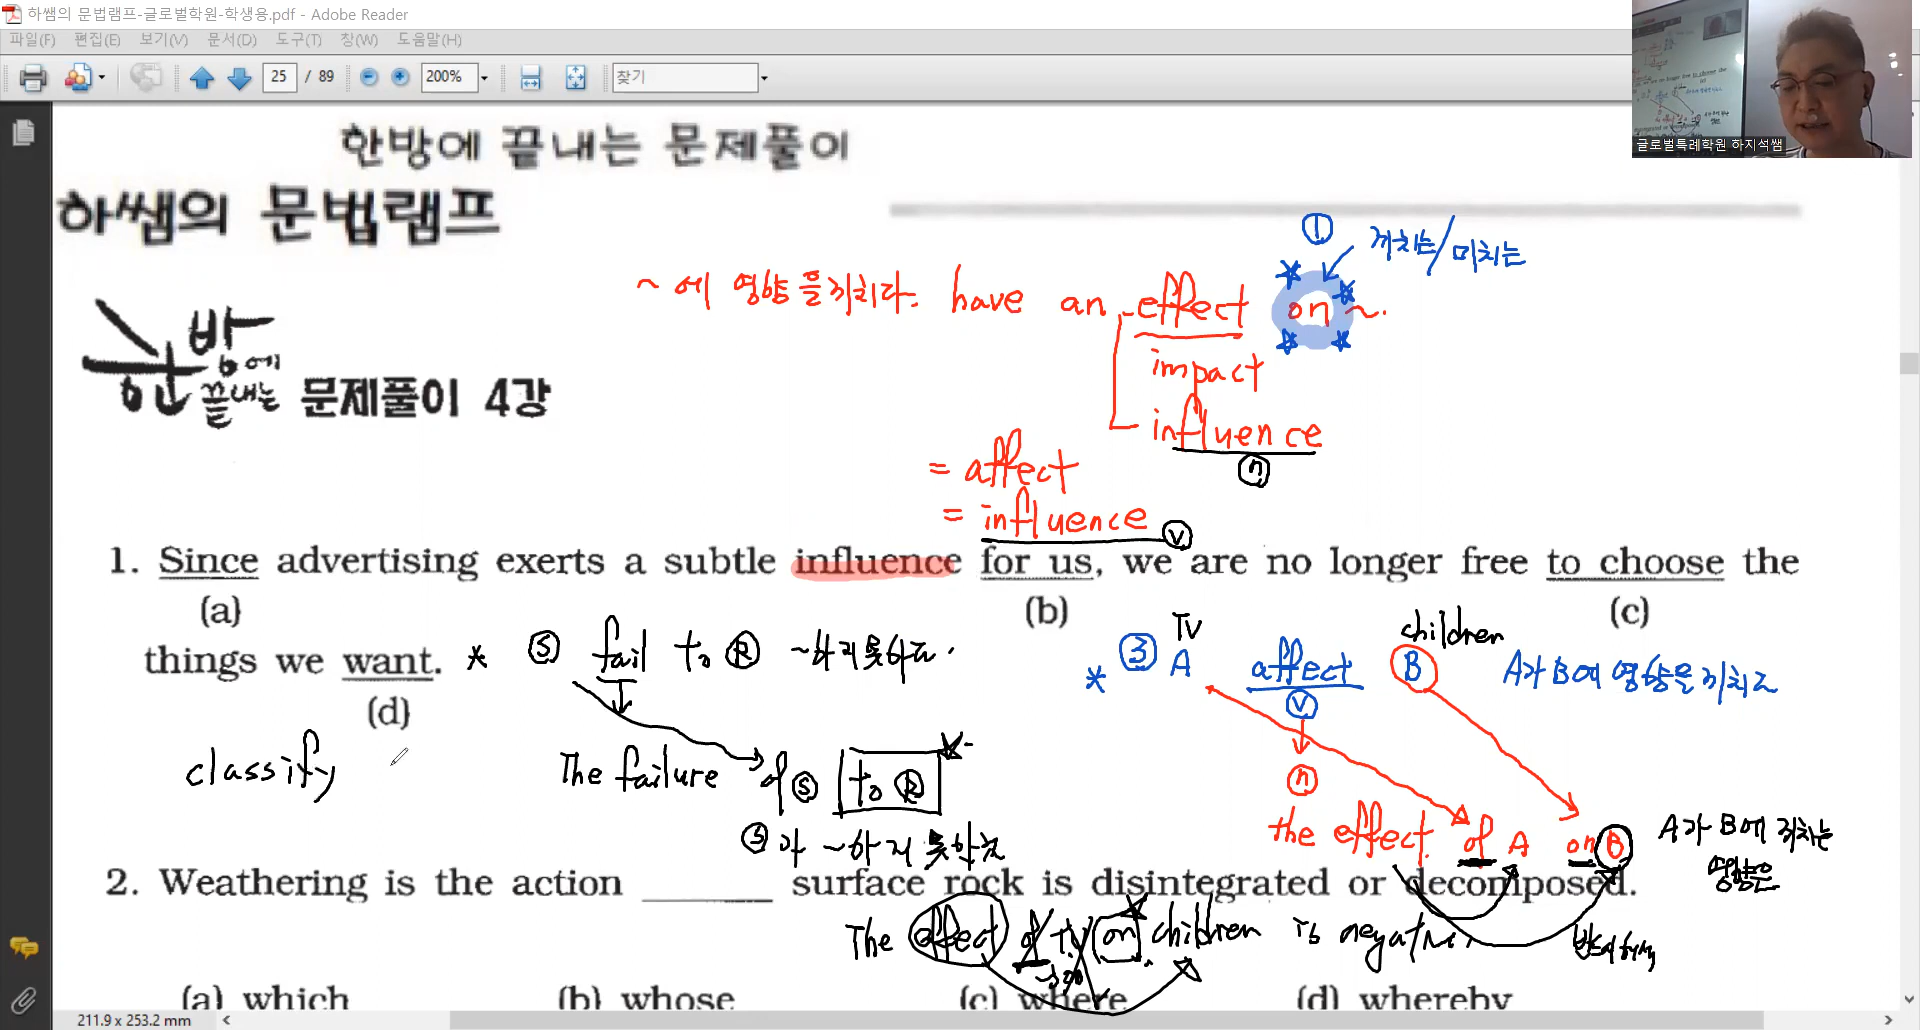 하쌤의 문법램프-글로벌학원-학생용.pdf - Adobe Reader
파일(F) 편집(E) 보기(V) 문서(D) 도구(T) 창(W) 도움말(H)
25 / 89 200% 찾기
글로벌특례학원 하지석쌤
한방에 끝내는 문제풀이
하쌤의 문법램프
① 끼치는/미치는
~에 영향을 끼치다. have an effect on ~.
한방에 끝내는 문제풀이 4강
impact
influence
ⓝ
= affect
= influence ⓥ
1. Since advertising exerts a subtle influence for us, we are no longer free to choose the
(a) (b) (c)
things we want.
(d)
* Ⓢ fail to Ⓡ ~하지 못하다.
TV children
* ③ A affect B A가 B에 영향을 끼치고
ⓥ
ⓝ
classify
The failure of Ⓢ to Ⓡ
Ⓢ가 ~하지 못한 것
the effect of A on B A가 B에 끼치는
영향은
2. Weathering is the action ______ surface rock is disintegrated or decomposed.
The effect of TV on children is
(a) which (b) whose (c) where (d) whereby
211.9 x 253.2 mm